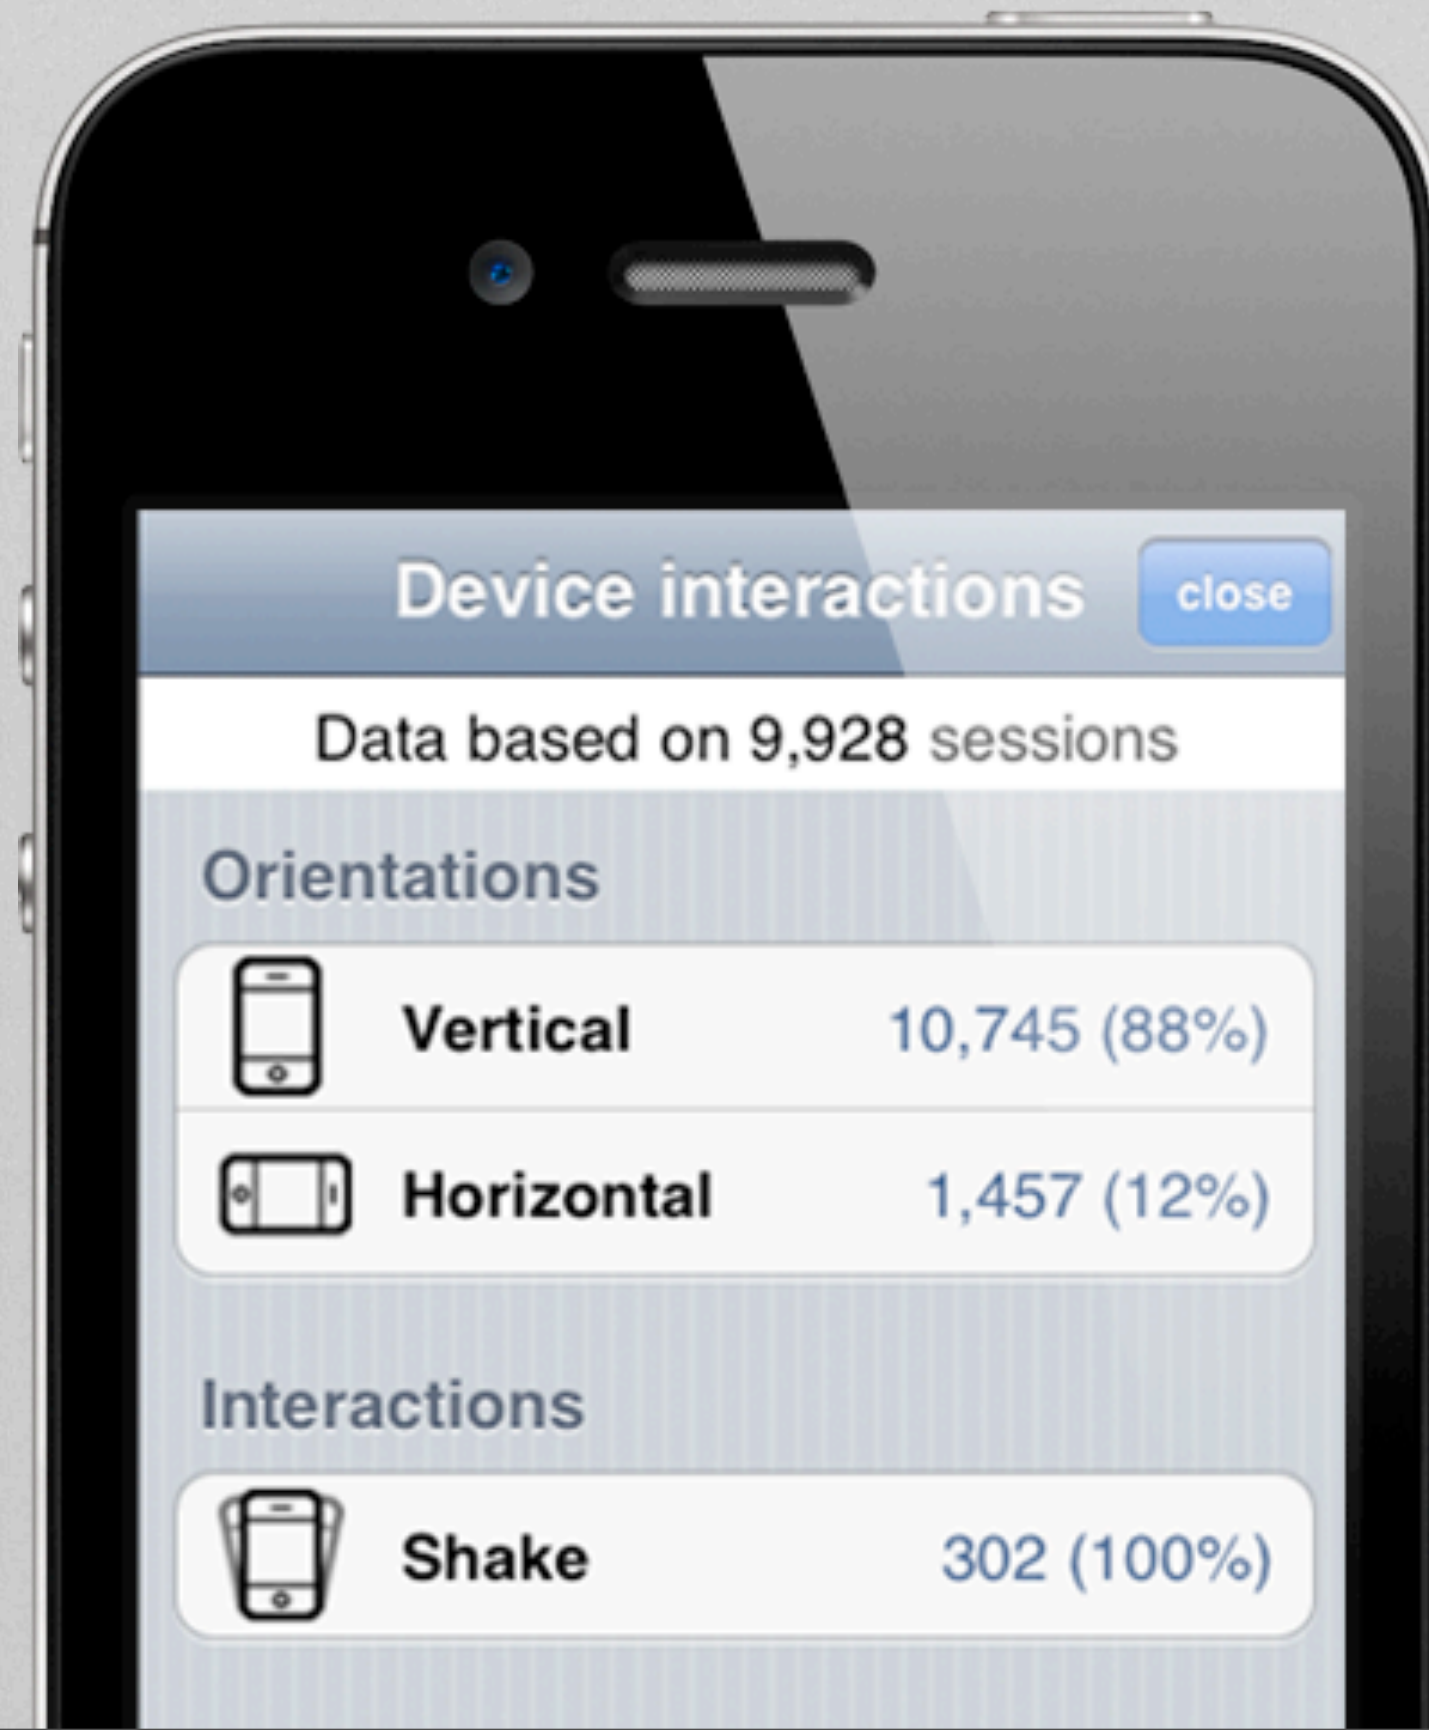 Device interactions close
Data based on 9,928 sessions
Orientations
Vertical 10,745 (88%)
Horizontal 1,457 (12%)
Interactions
Shake 302 (100%)